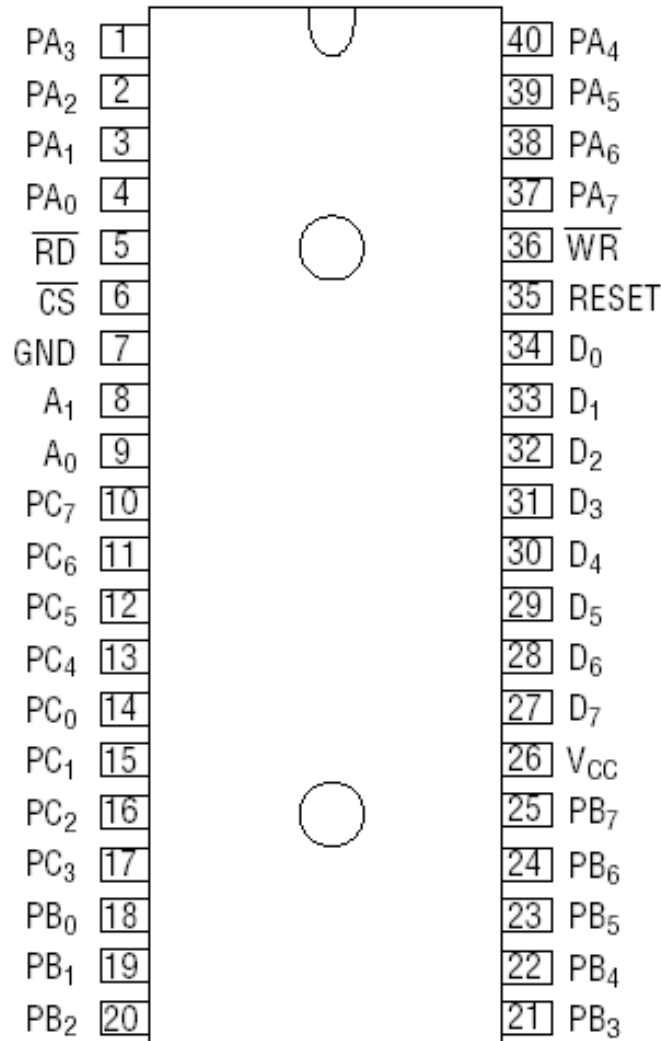 PA₃ 1 40 PA₄
PA₂ 2 39 PA₅
PA₁ 3 38 PA₆
PA₀ 4 37 PA₇
R̅D̅ 5 36 W̅R̅
C̅S̅ 6 35 RESET
GND 7 34 D₀
A₁ 8 33 D₁
A₀ 9 32 D₂
PC₇ 10 31 D₃
PC₆ 11 30 D₄
PC₅ 12 29 D₅
PC₄ 13 28 D₆
PC₀ 14 27 D₇
PC₁ 15 26 V_CC
PC₂ 16 25 PB₇
PC₃ 17 24 PB₆
PB₀ 18 23 PB₅
PB₁ 19 22 PB₄
PB₂ 20 21 PB₃